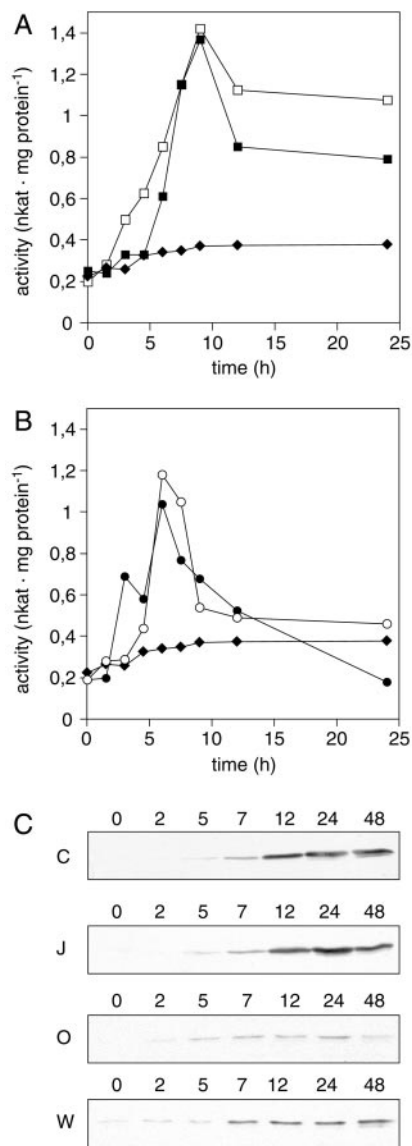 A
activity (nkat · mg protein⁻¹)
1,4
1,2
1
0,8
0,6
0,4
0,2
0
0 5 10 15 20 25
time (h)
B
activity (nkat · mg protein⁻¹)
1,4
1,2
1
0,8
0,6
0,4
0,2
0
0 5 10 15 20 25
time (h)
C
0 2 5 7 12 24 48
C
0 2 5 7 12 24 48
J
0 2 5 7 12 24 48
O
0 2 5 7 12 24 48
W